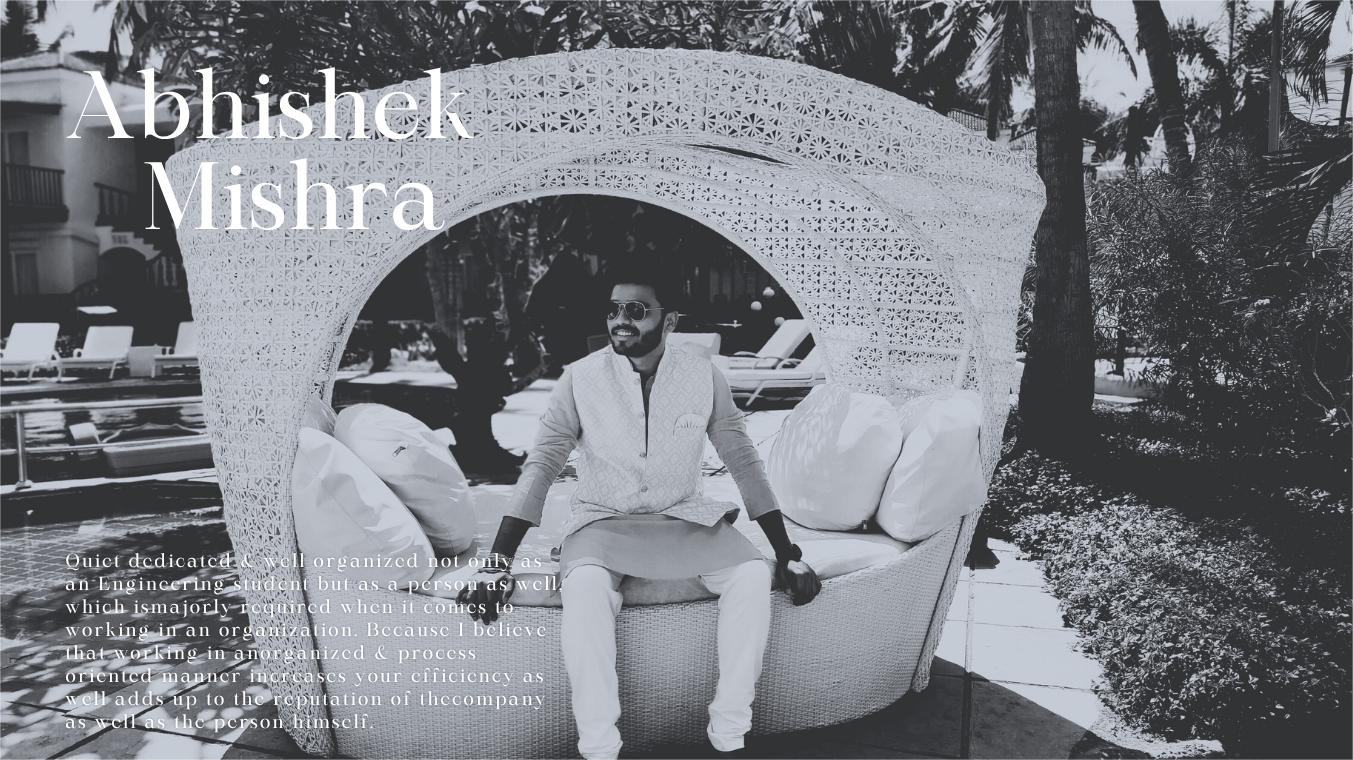 Abhishek
Mishra
Quiet dedicated & well organized not only as
an Engineering student but as a person as well,
which ismajorly required when it comes to
working in an organization. Because I believe
that working in anorganized & process
oriented manner increases your efficiency as
well adds up to the reputation of thecompany
as well as the person himself.